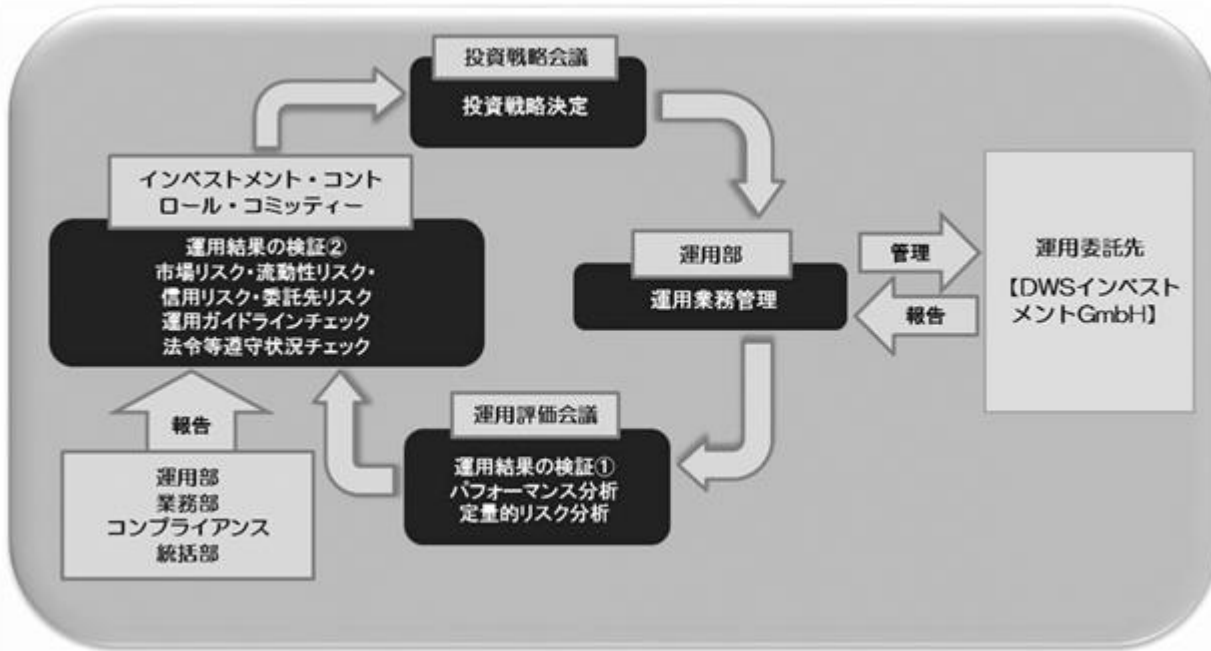 投資戦略会議
投資戦略決定
インベストメント・コント
ロール・コミッティー
運用結果の検証②
市場リスク・流動性リスク・
信用リスク・委託先リスク
運用ガイドラインチェック
法令等遵守状況チェック
運用部
運用業務管理
管理
報告
運用委託先
【DWSインベスト
メントGmbH】
運用評価会議
運用結果の検証①
パフォーマンス分析
定量的リスク分析
報告
運用部
業務部
コンプライアンス
統括部